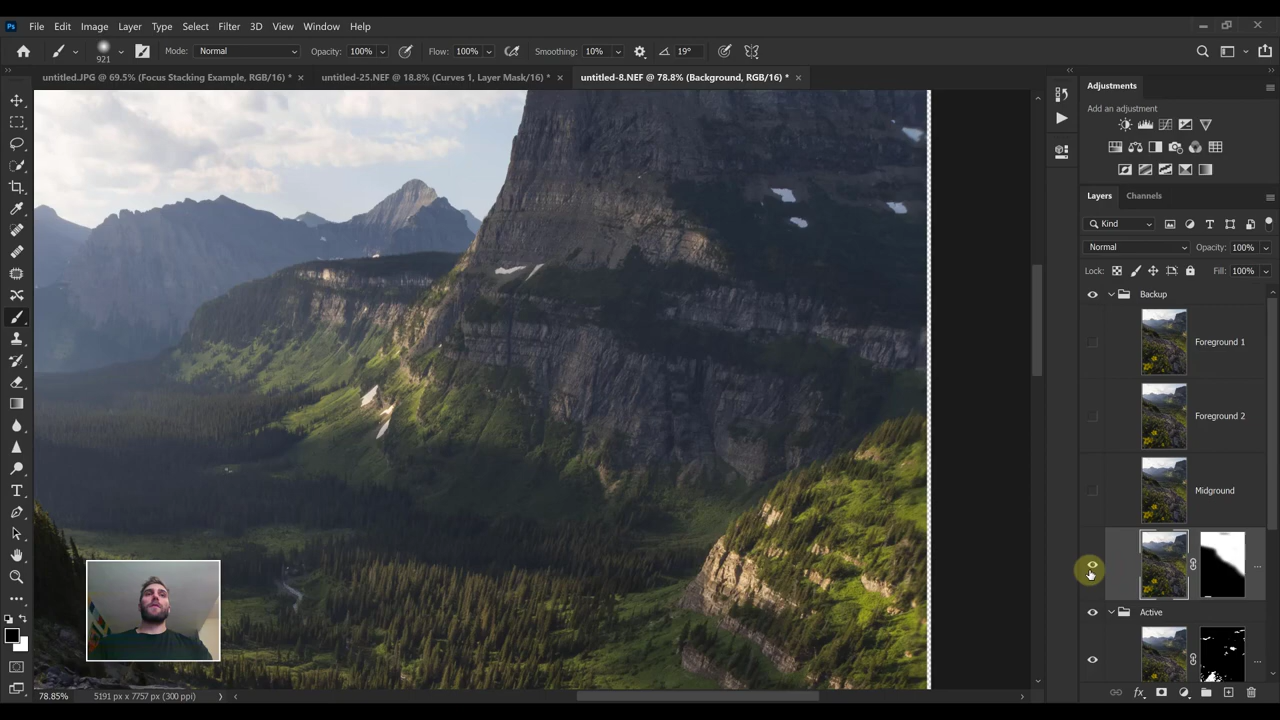 Ps File Edit Image Layer Type Select Filter 3D View Window Help
921 Mode: Normal Opacity: 100% Flow: 100% Smoothing: 10% 19°
untitled.JPG @ 69.5% (Focus Stacking Example, RGB/16) * × untitled-25.NEF @ 18.8% (Curves 1, Layer Mask/16) * × untitled-8.NEF @ 78.8% (Background, RGB/16) * ×
Adjustments
Add an adjustment
Layers Channels
Kind
Normal Opacity: 100%
Lock: Fill: 100%
Backup
Foreground 1
Foreground 2
Midground
...
Active
...
78.85% 5191 px x 7757 px (300 ppi)